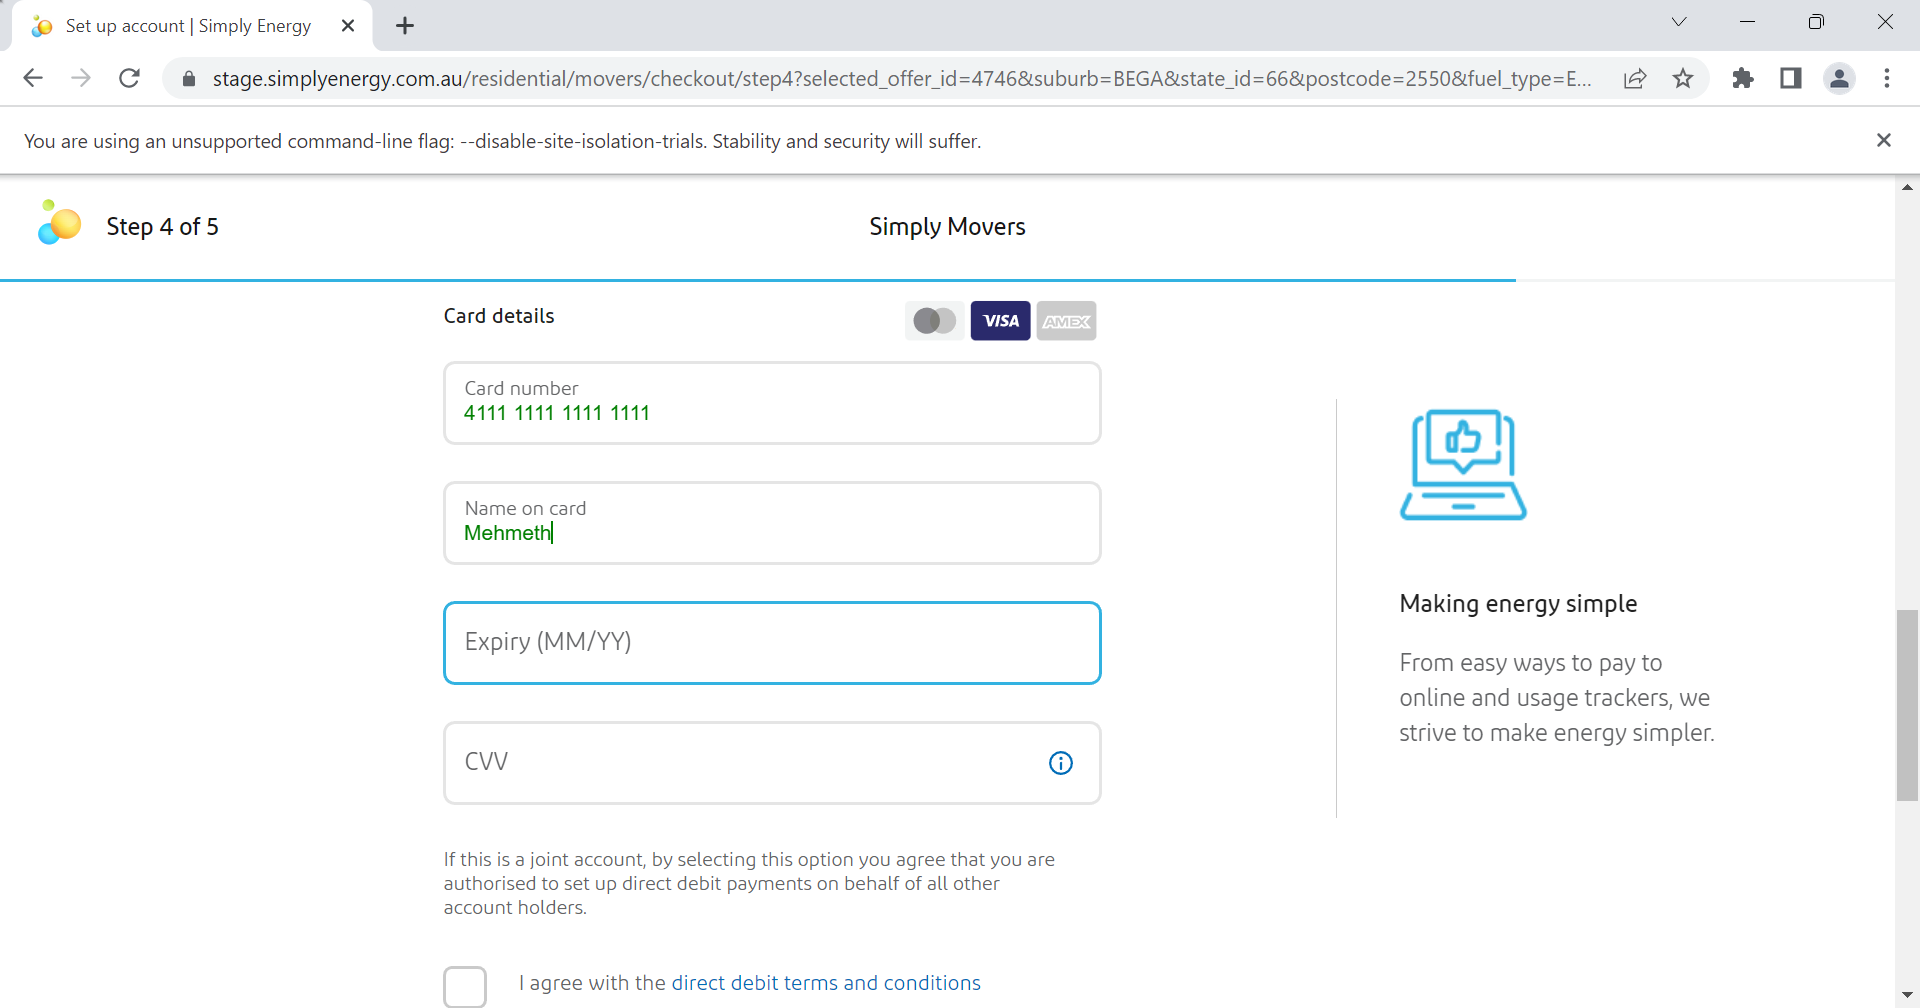 Set up account | Simply Energy
stage.simplyenergy.com.au/residential/movers/checkout/step4?selected_offer_id=4746&suburb=BEGA&state_id=66&postcode=2550&fuel_type=E...
You are using an unsupported command-line flag: --disable-site-isolation-trials. Stability and security will suffer.
Step 4 of 5
Simply Movers
Card details
VISA
AMEX
Card number
4111 1111 1111 1111
Name on card
Mehmeth
Expiry (MM/YY)
CVV
If this is a joint account, by selecting this option you agree that you are
authorised to set up direct debit payments on behalf of all other
account holders.
I agree with the direct debit terms and conditions
Making energy simple
From easy ways to pay to
online and usage trackers, we
strive to make energy simpler.